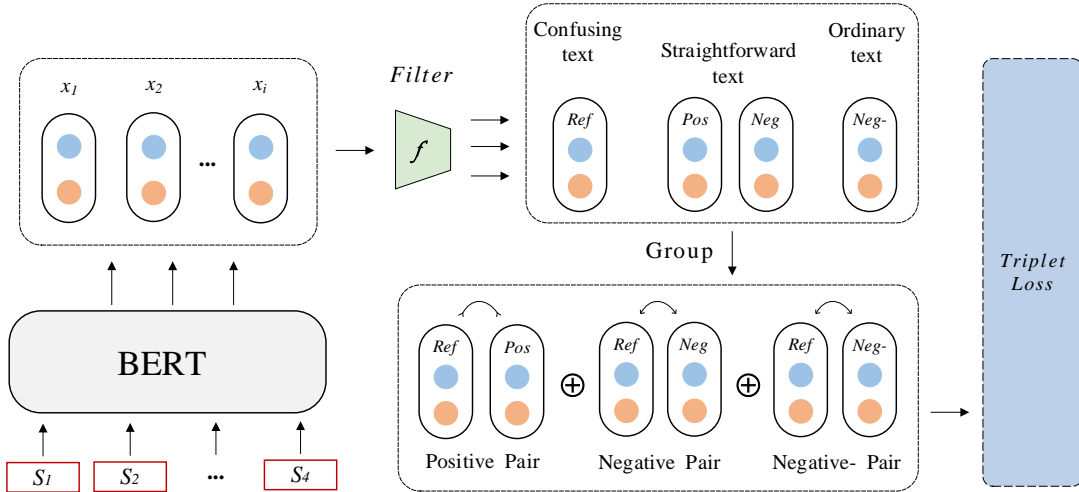 x1
x2
xi
...
Filter
f
Confusing
text
Straightforward
text
Ordinary
text
Ref
Pos
Neg
Neg-
Group
BERT
S1
S2
...
S4
Ref
Pos
Ref
Neg
Ref
Neg-
Positive Pair
Negative Pair
Negative- Pair
Triplet
Loss